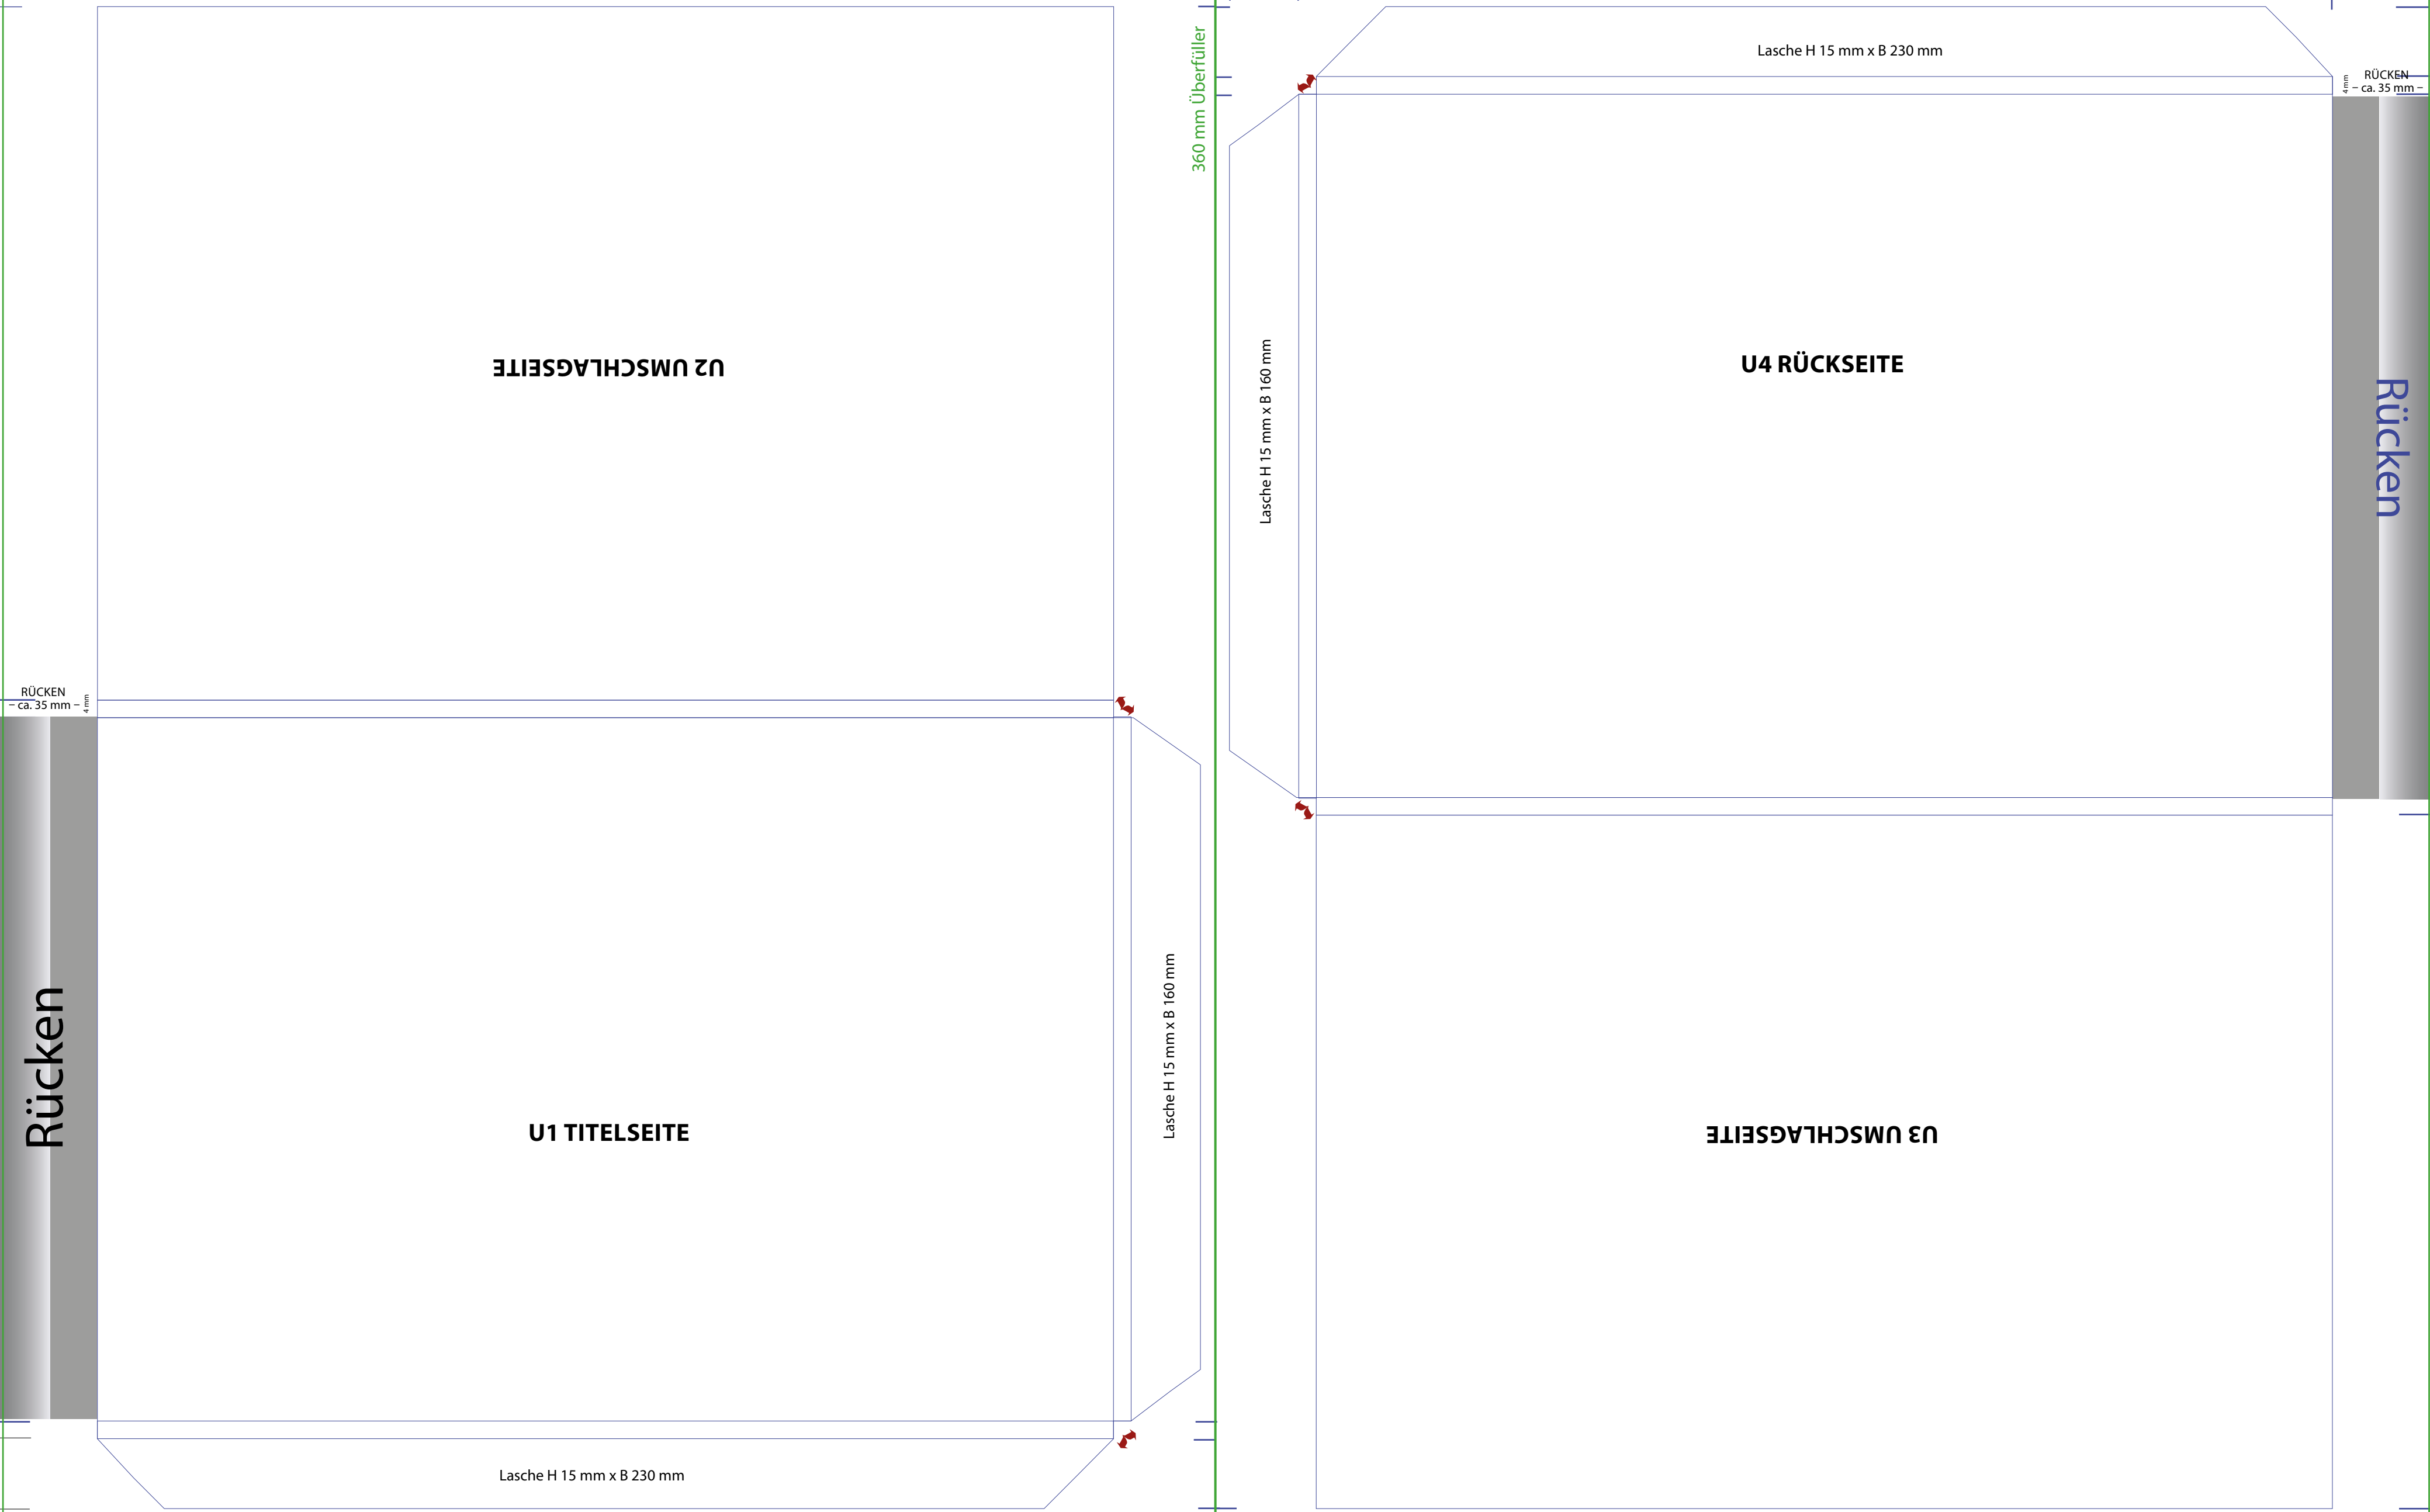 360 mm Überfüller
Lasche H 15 mm x B 230 mm
4 mm
RÜCKEN
– ca. 35 mm –
U2 UMSCHLAGSEITE
U4 RÜCKSEITE
Lasche H 15 mm x B 160 mm
Rücken
RÜCKEN
– ca. 35 mm –
4 mm
Rücken
U1 TITELSEITE
Lasche H 15 mm x B 160 mm
U3 UMSCHLAGSEITE
Lasche H 15 mm x B 230 mm